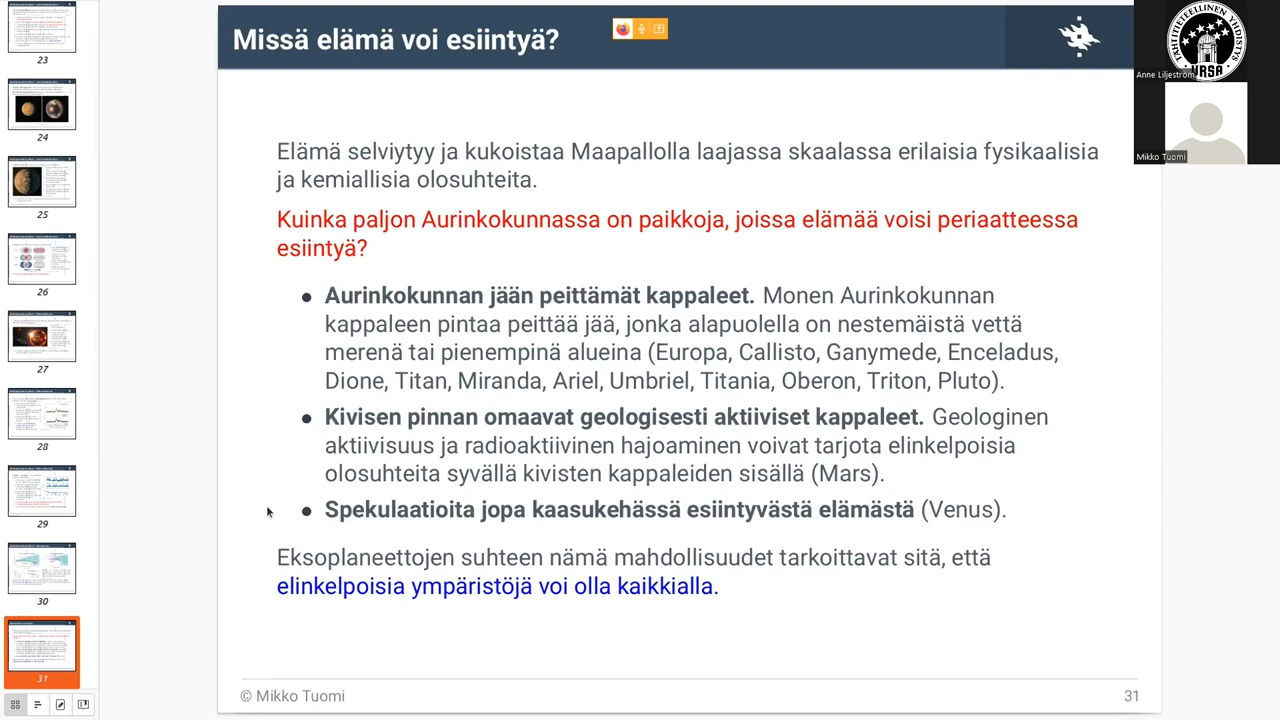 Missä elämä voi esiintyä?
Elämä selviytyy ja kukoistaa Maapallolla laajassa skaalassa erilaisia fysikaalisia
ja kemiallisia olosuhteita.
Kuinka paljon Aurinkokunnassa on paikkoja, joissa elämää voisi periaatteessa
esiintyä?
● Aurinkokunnan jään peittämät kappaleet. Monen Aurinkokunnan
kappaleen pintaa peittää jää, jonka alapuolella on nestemäistä vettä
merenä tai pienempinä alueina (Europa, Callisto, Ganymede, Enceladus,
Dione, Titan, Miranda, Ariel, Umbriel, Titania, Oberon, Triton, Pluto).
● Kivisen pinnan omaavat geologisesti aktiiviset kappaleet. Geologinen
aktiivisuus ja radioaktiivinen hajoaminen voivat tarjota elinkelpoisia
olosuhteita syvällä kivisten kappaleiden sisällä (Mars).
● Spekulaatioita jopa kaasukehässä esiintyvästä elämästä (Venus).
Eksoplaneettojen suhteen nämä mahdollisuudet tarkoittavat sitä, että
elinkelpoisia ympäristöjä voi olla kaikkialla.
© Mikko Tuomi
31
23
24
25
26
27
28
29
30
31
URSA
Anne Liljeström
Mikko Tuomi